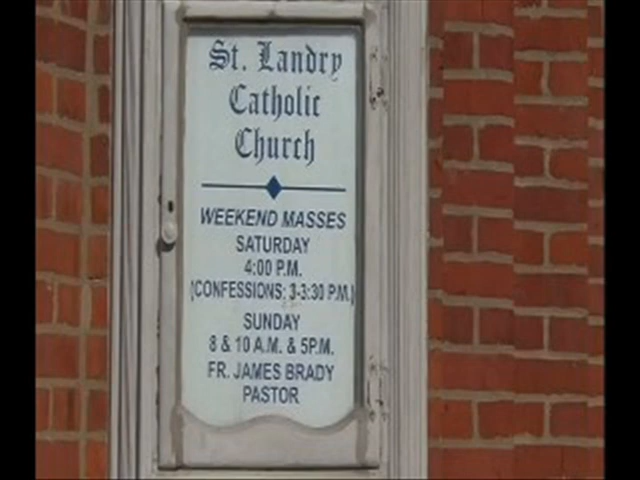 St. Landry
Catholic
Church
WEEKEND MASSES
SATURDAY
4:00 P.M.
(CONFESSIONS: 3-3:30 P.M.)
SUNDAY
8 & 10 A.M. & 5P.M.
FR. JAMES BRADY
PASTOR